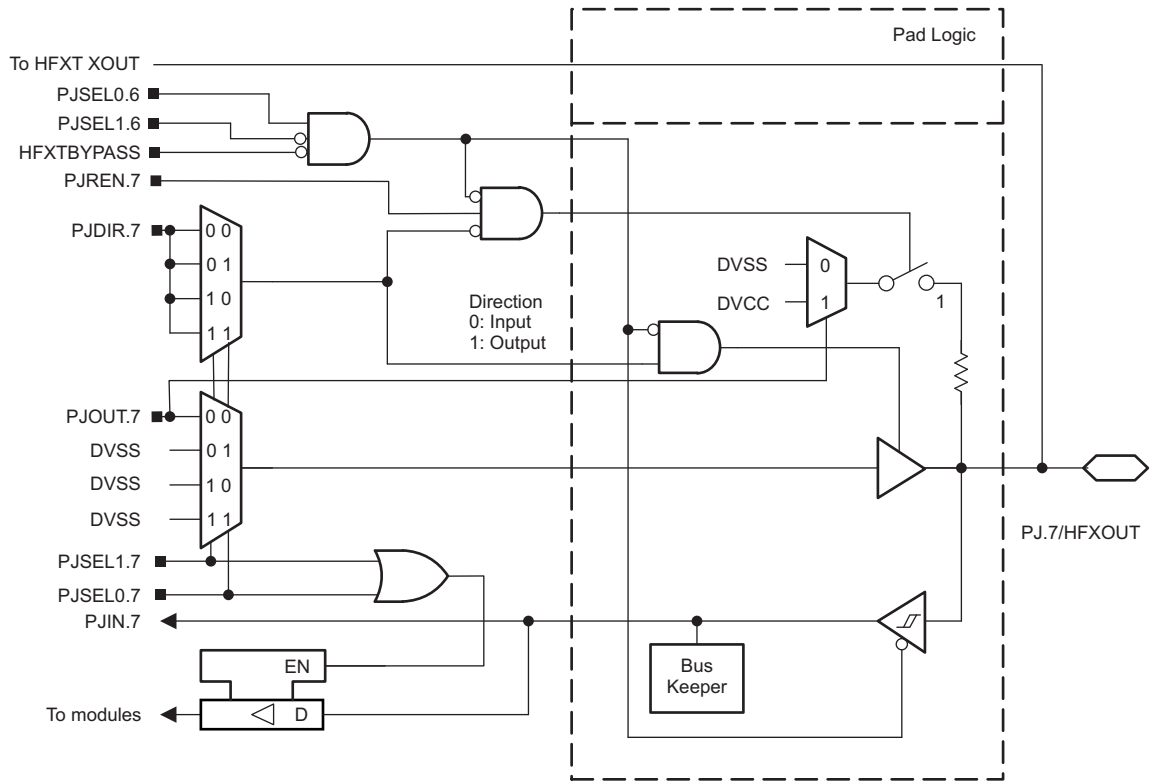 Pad Logic
To HFXT XOUT
PJSEL0.6
PJSEL1.6
HFXTBYPASS
PJREN.7
PJDIR.7
0 0
0 1
1 0
1 1
DVSS
0
DVCC
1
1
Direction
0: Input
1: Output
PJOUT.7
0 0
DVSS
0 1
DVSS
1 0
DVSS
1 1
PJ.7/HFXOUT
PJSEL1.7
PJSEL0.7
PJIN.7
Bus
Keeper
EN
To modules
D